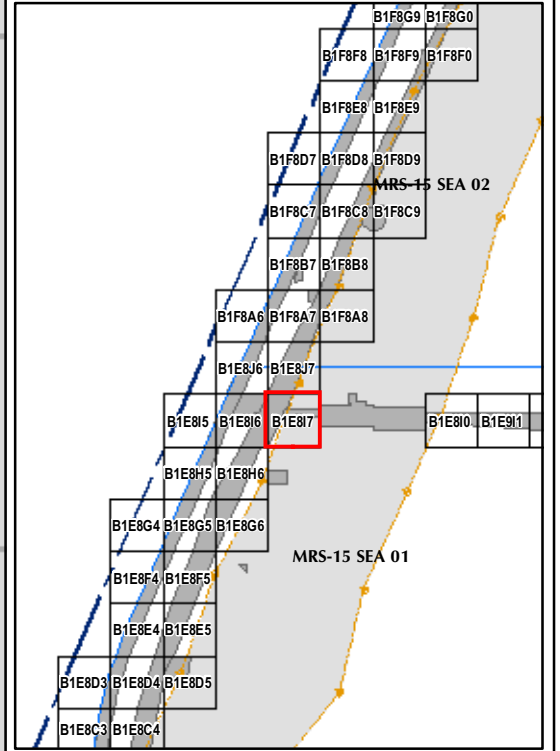 B1F8G9 B1F8G0
B1F8F8 B1F8F9 B1F8F0
B1F8E8 B1F8E9
B1F8D7 B1F8D8 B1F8D9
MRS-15 SEA 02
B1F8C7 B1F8C8 B1F8C9
B1F8B7 B1F8B8
B1F8A6 B1F8A7 B1F8A8
B1E8J6 B1E8J7
B1E8I5 B1E8I6 B1E8I7 B1E8I0 B1E9I1
B1E8H5 B1E8H6
B1E8G4 B1E8G5 B1E8G6
MRS-15 SEA 01
B1E8F4 B1E8F5
B1E8E4 B1E8E5
B1E8D3 B1E8D4 B1E8D5
B1E8C3 B1E8C4